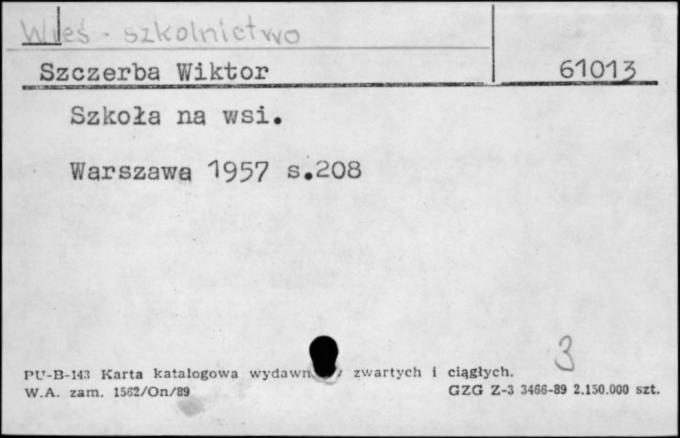 Wieś - szkolnictwo
Szczerba Wiktor 61013
Szkoła na wsi.
Warszawa 1957 s.208
3
PU-B-143 Karta katalogowa wydawn zwartych i ciągłych.
W.A. zam. 1562/On/89 GZG Z-3 3466-89 2.150.000 szt.